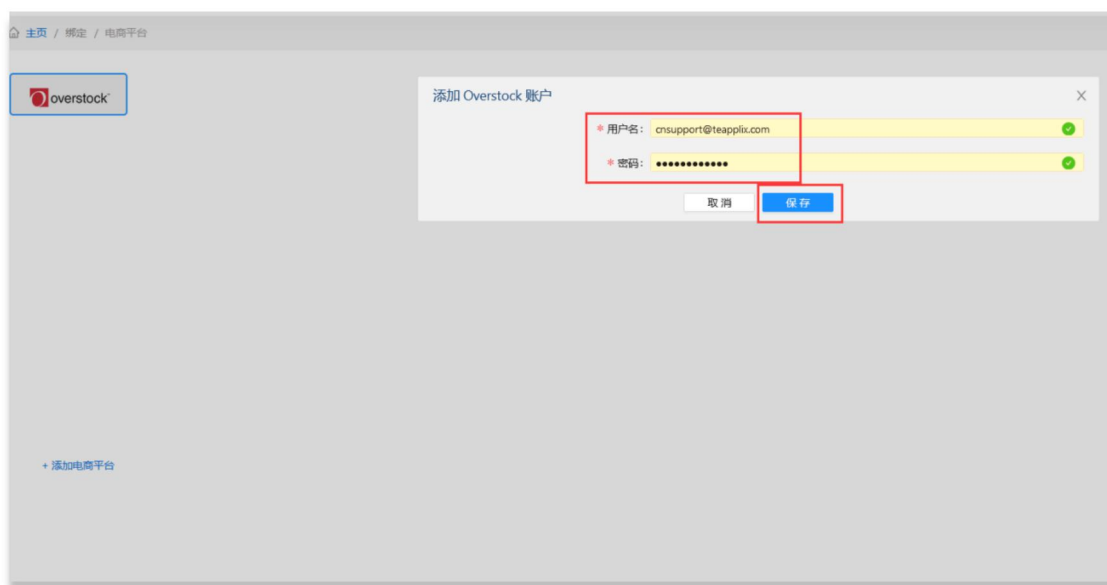 主页 / 绑定 / 电商平台
overstock
添加 Overstock 账户
* 用户名: cnsupport@teapplix.com
* 密码: ••••••••••••
取消 保存
+ 添加电商平台